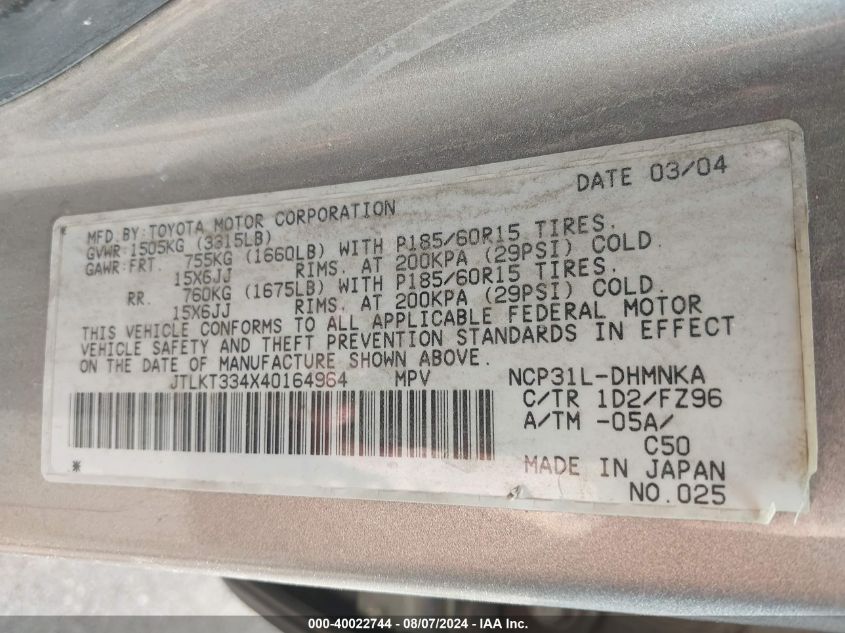 DATE 03/04
MFD.BY:TOYOTA MOTOR CORPORATION
GVWR:1505KG (3315LB)
GAWR:FRT. 755KG (1660LB) WITH P185/60R15 TIRES.
15X6JJ RIMS. AT 200KPA (29PSI) COLD.
RR. 760KG (1675LB) WITH P185/60R15 TIRES.
15X6JJ RIMS. AT 200KPA (29PSI) COLD.
THIS VEHICLE CONFORMS TO ALL APPLICABLE FEDERAL MOTOR
VEHICLE SAFETY AND THEFT PREVENTION STANDARDS IN EFFECT
ON THE DATE OF MANUFACTURE SHOWN ABOVE.
JTLKT334X40164964 MPV NCP31L-DHMNKA
C/TR 1D2/FZ96
A/TM -05A/
C50
MADE IN JAPAN
NO.025
000-40022744 - 08/07/2024 - IAA Inc.